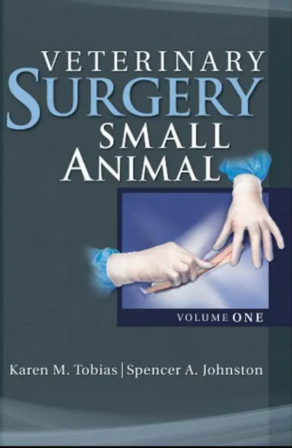 VETERINARY
SURGERY
SMALL
ANIMAL
VOLUME ONE
Karen M. Tobias | Spencer A. Johnston